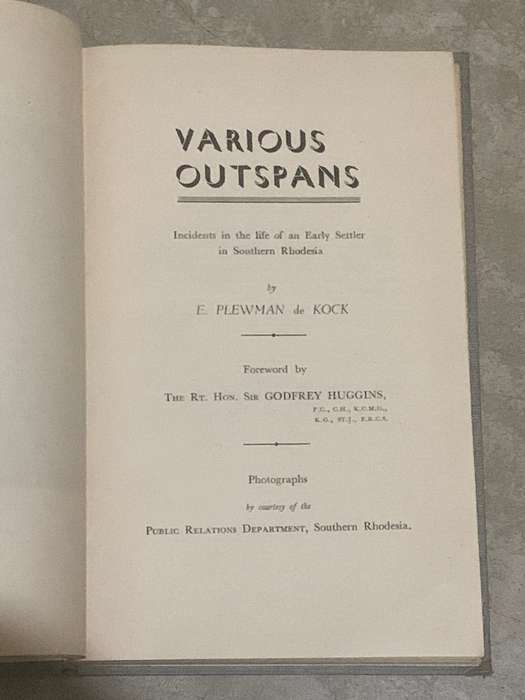 VARIOUS
OUTSPANS
Incidents in the life of an Early Settler
in Southern Rhodesia
by
E. PLEWMAN de KOCK
Foreword by
THE RT. HON. SIR GODFREY HUGGINS,
P.C., C.H., K.C.M.G.,
K.G., ST.J., F.R.C.S.
Photographs
by courtesy of the
PUBLIC RELATIONS DEPARTMENT, Southern Rhodesia.